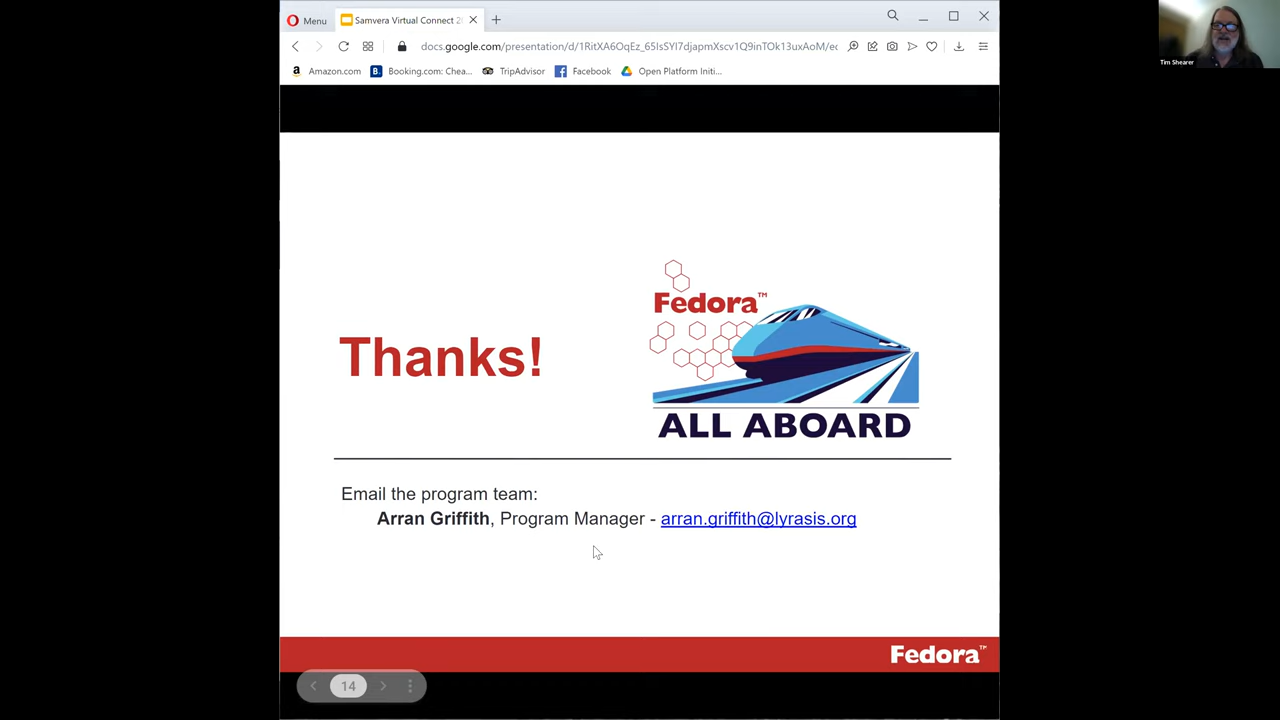 Menu
Samvera Virtual Connect 2
docs.google.com/presentation/d/1RitXA6OqEz_65IsSYl7djapmXscv1Q9inTOk13uxAoM/ec
Amazon.com
Booking.com: Chea...
TripAdvisor
Facebook
Open Platform Initi...
Tim Shearer
Fedora™
Thanks!
ALL ABOARD
Email the program team:
Arran Griffith, Program Manager - arran.griffith@lyrasis.org
Fedora™
14